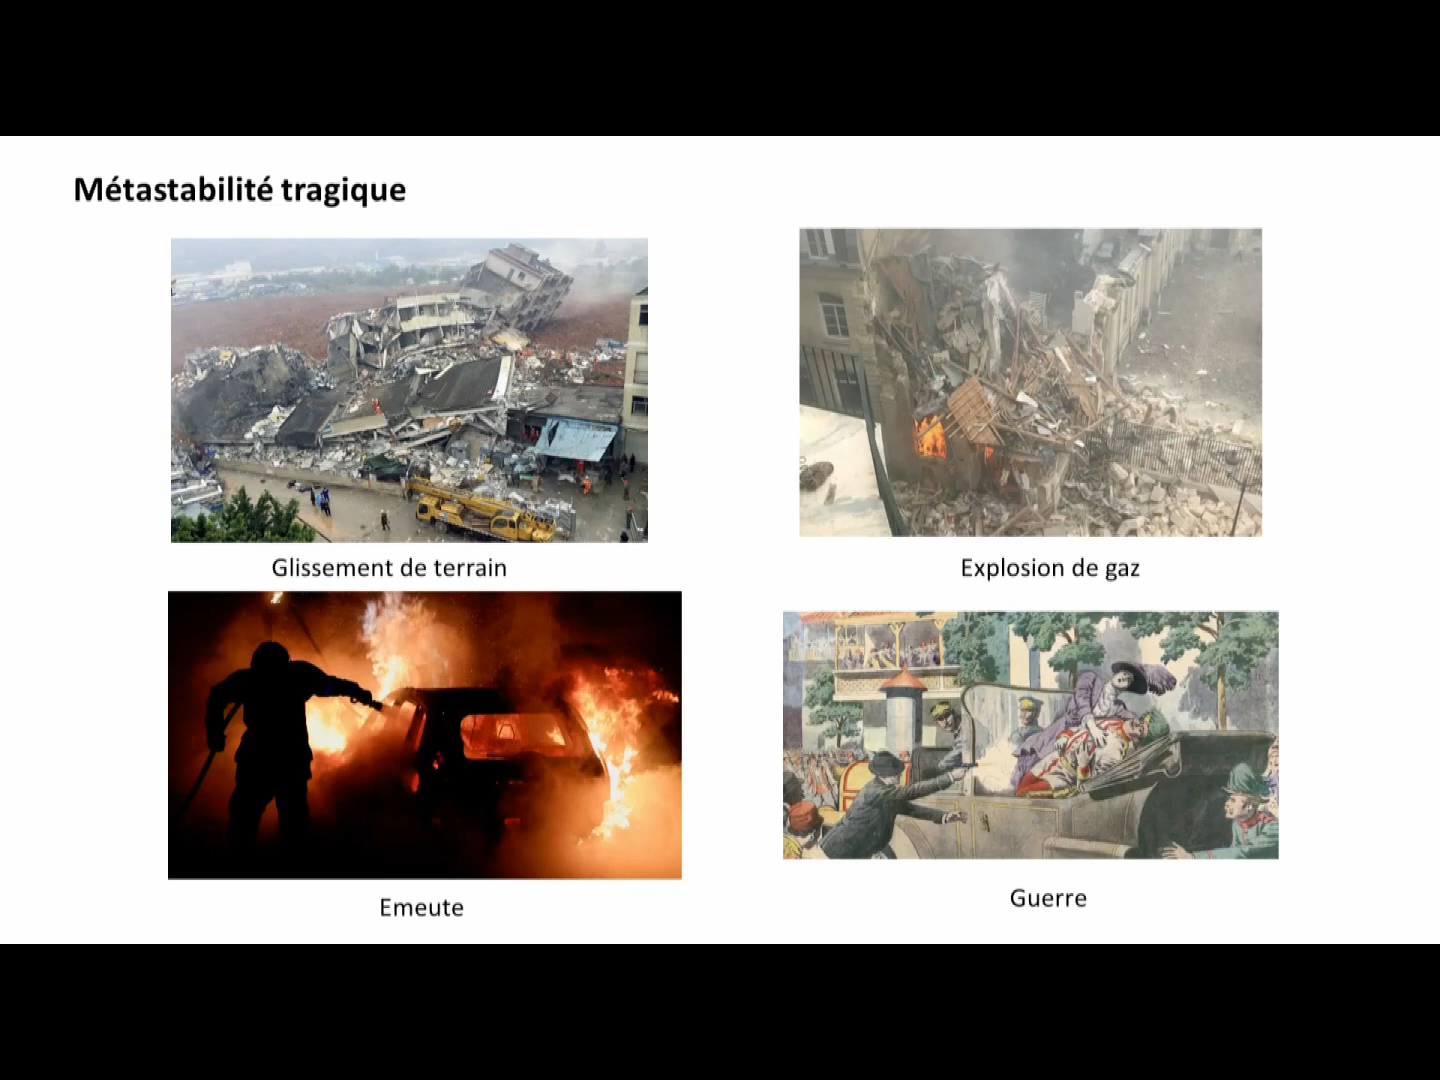 Métastabilité tragique
Glissement de terrain
Explosion de gaz
Emeute
Guerre